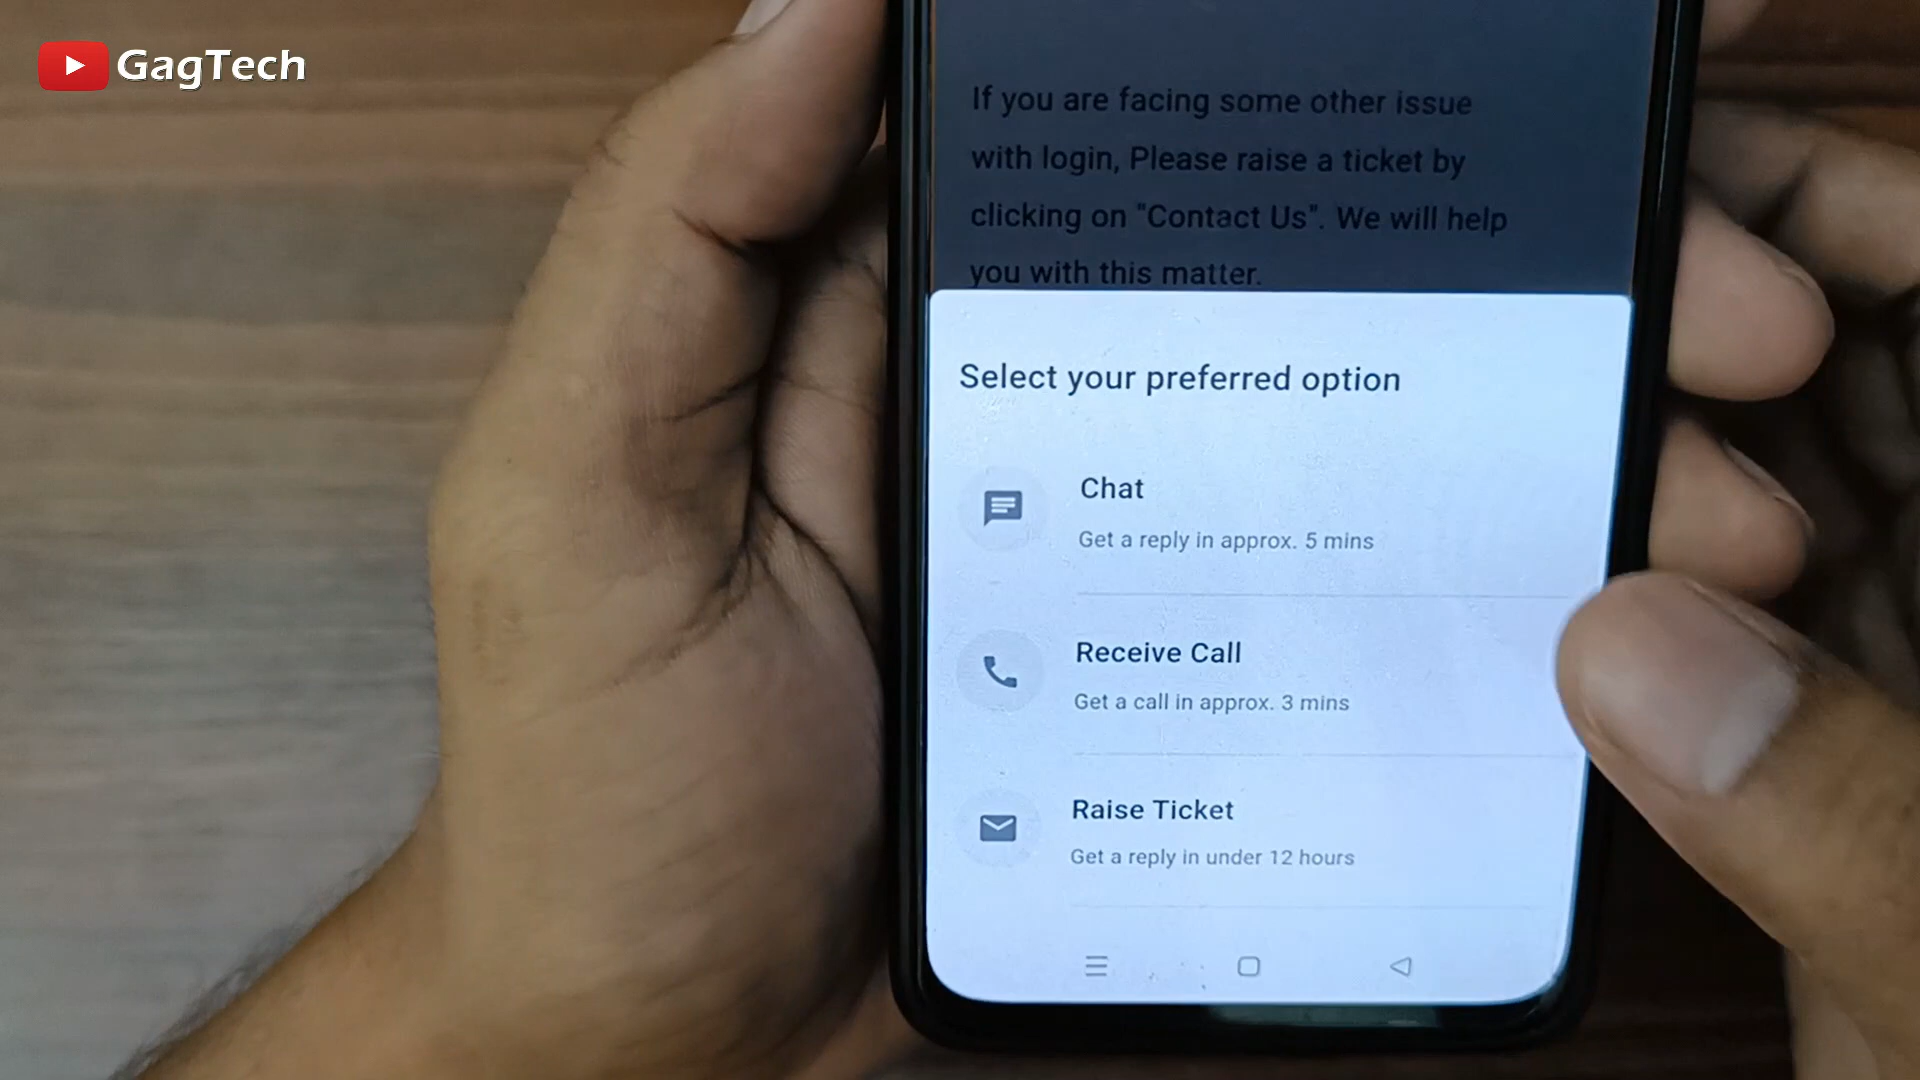 GagTech
If you are facing some other issue
with login, Please raise a ticket by
clicking on "Contact Us". We will help
you with this matter.
Select your preferred option
Chat
Get a reply in approx. 5 mins
Receive Call
Get a call in approx. 3 mins
Raise Ticket
Get a reply in under 12 hours